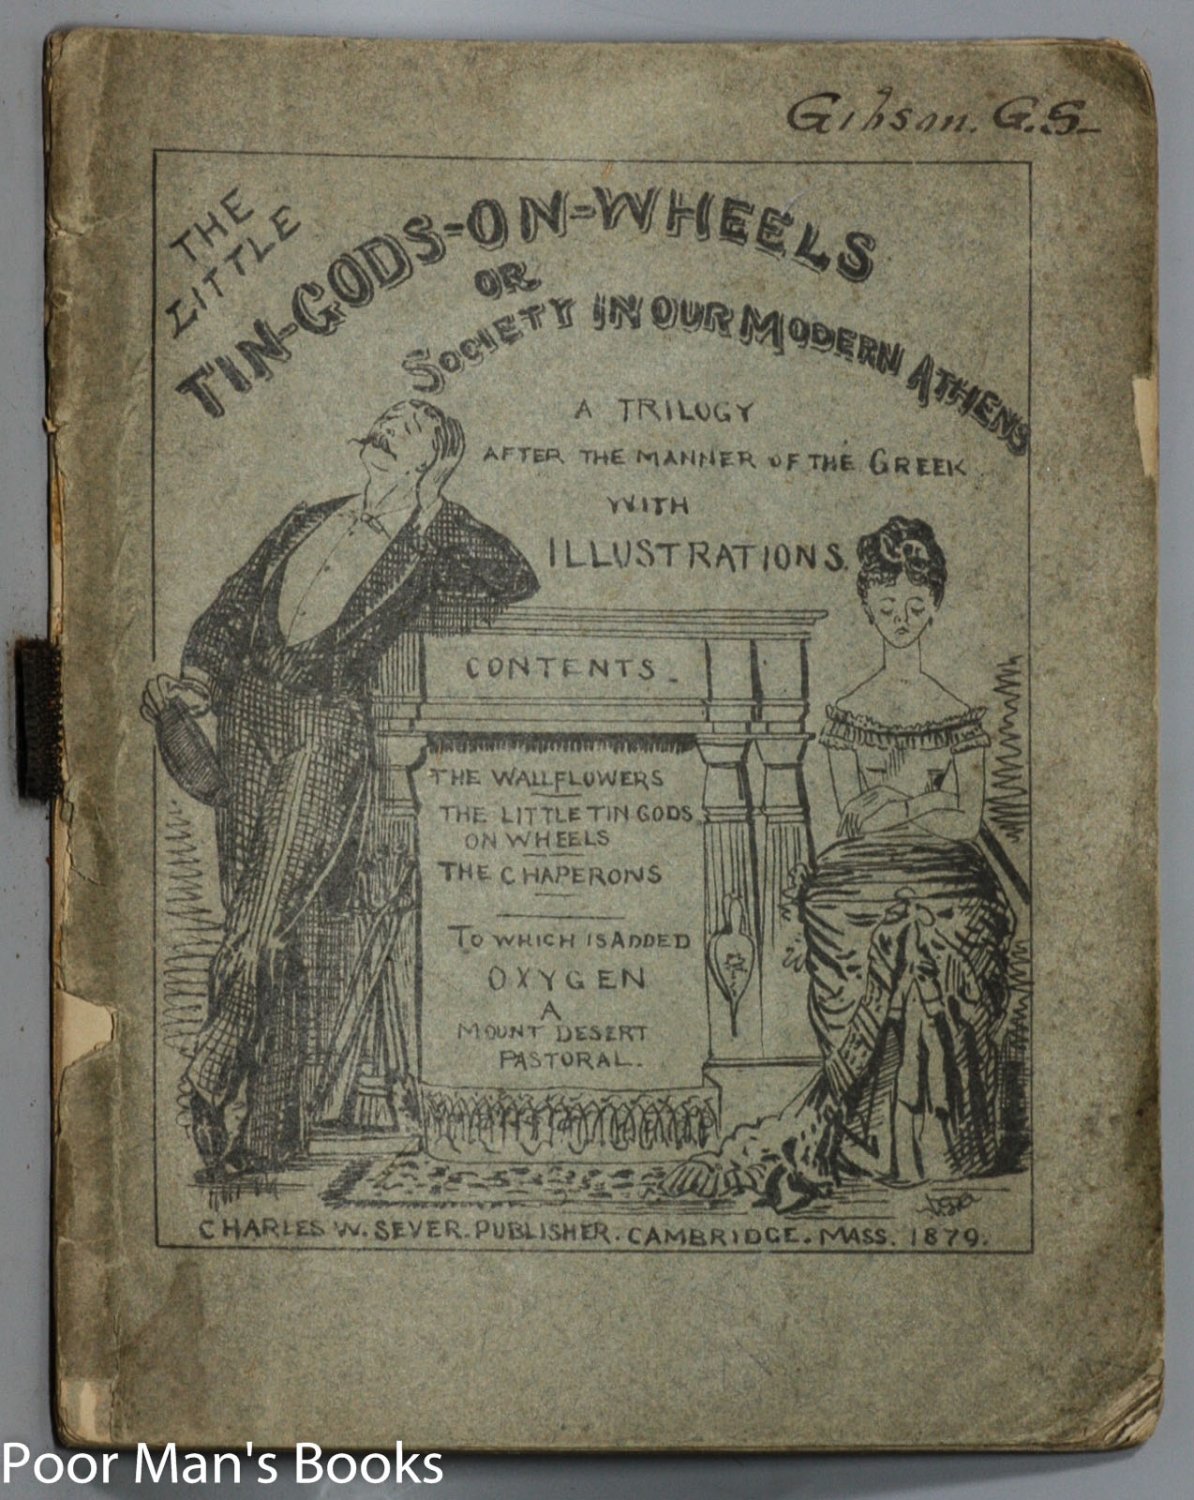 Gibson. G.S-
THE
LITTLE
TIN-GODS-ON-WHEELS
OR
SOCIETY IN OUR MODERN ATHENS
A TRILOGY
AFTER THE MANNER OF THE GREEK
WITH
ILLUSTRATIONS.
CONTENTS.
THE WALLFLOWERS
THE LITTLE TIN GODS
ON WHEELS
THE CHAPERONS
TO WHICH IS ADDED
OXYGEN
A
MOUNT DESERT
PASTORAL.
CHARLES W. SEVER. PUBLISHER. CAMBRIDGE. MASS. 1879.
Poor Man's Books